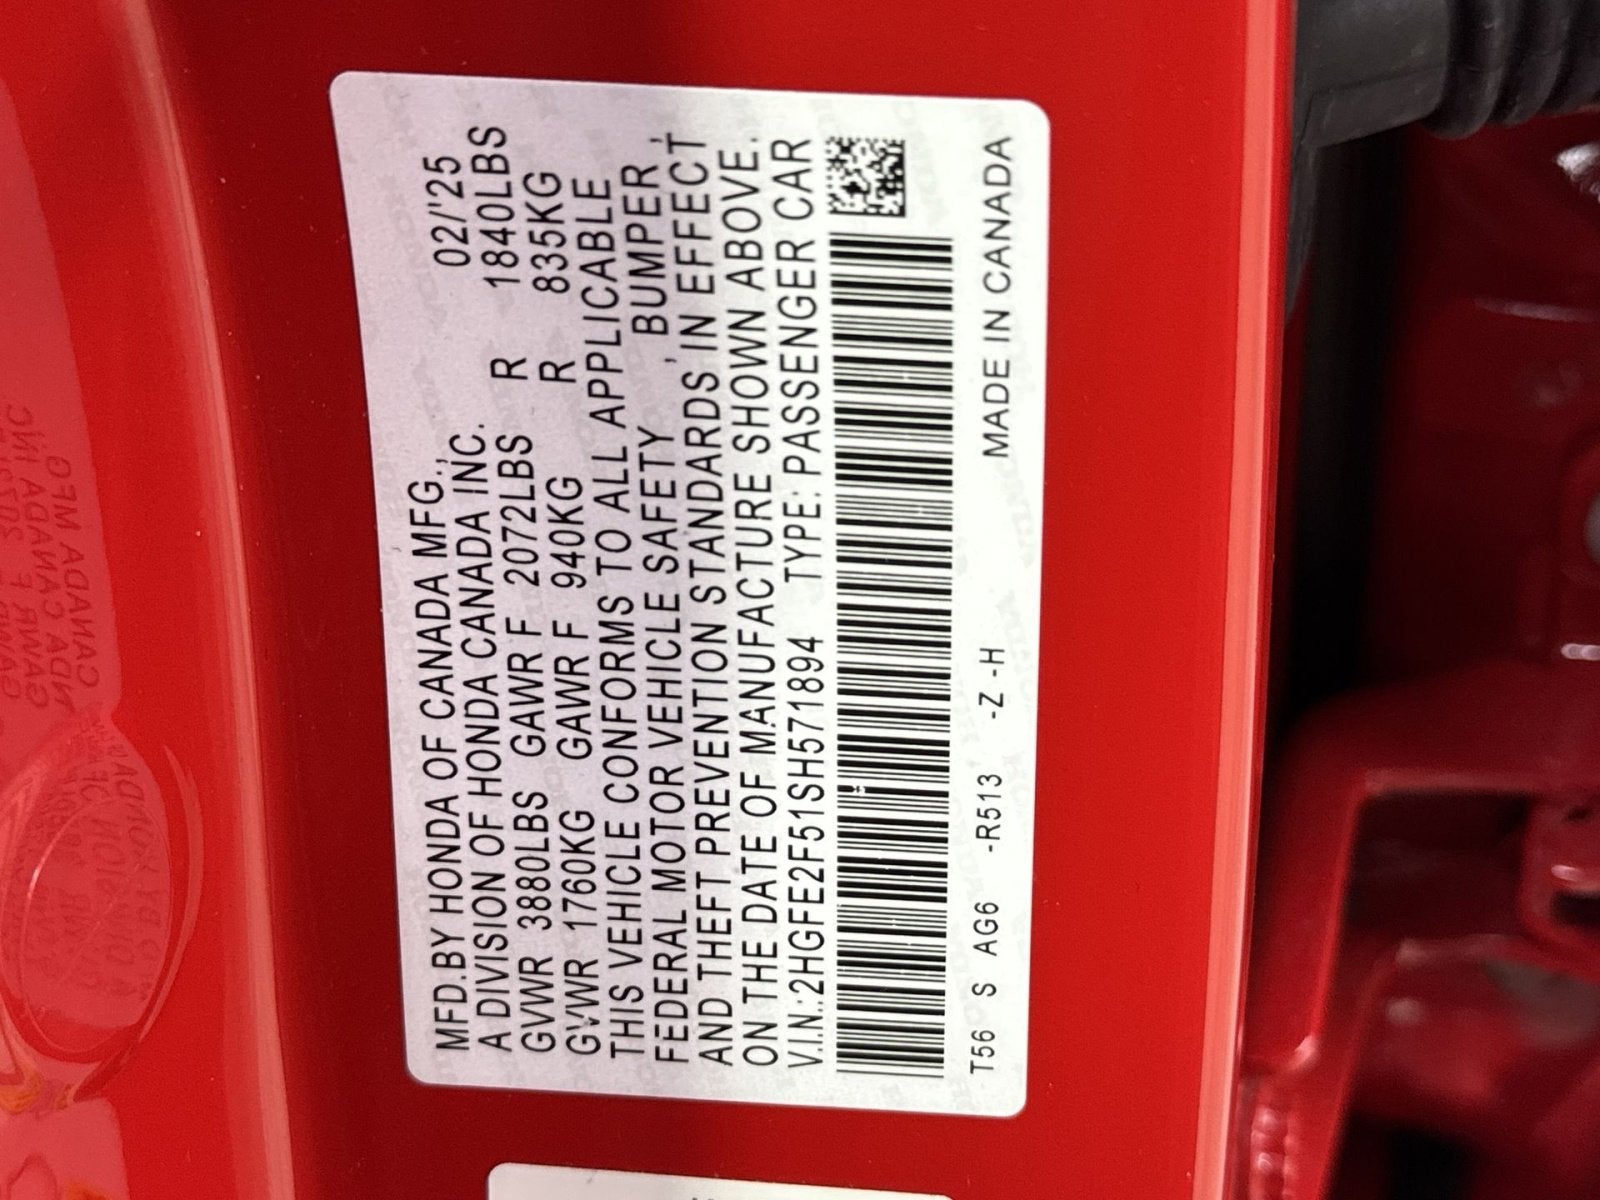 MFD.BY HONDA OF CANADA MFG., 02/'25
A DIVISION OF HONDA CANADA INC.
GVWR 3880LBS GAWR F 2072LBS R 1840LBS
GVWR 1760KG GAWR F 940KG R 835KG
THIS VEHICLE CONFORMS TO ALL APPLICABLE
FEDERAL MOTOR VEHICLE SAFETY , BUMPER ,
AND THEFT PREVENTION STANDARDS IN EFFECT
ON THE DATE OF MANUFACTURE SHOWN ABOVE.
V.I.N.:2HGFE2F51SH571894 TYPE: PASSENGER CAR
T56 S AG6 -R513 -Z -H MADE IN CANADA